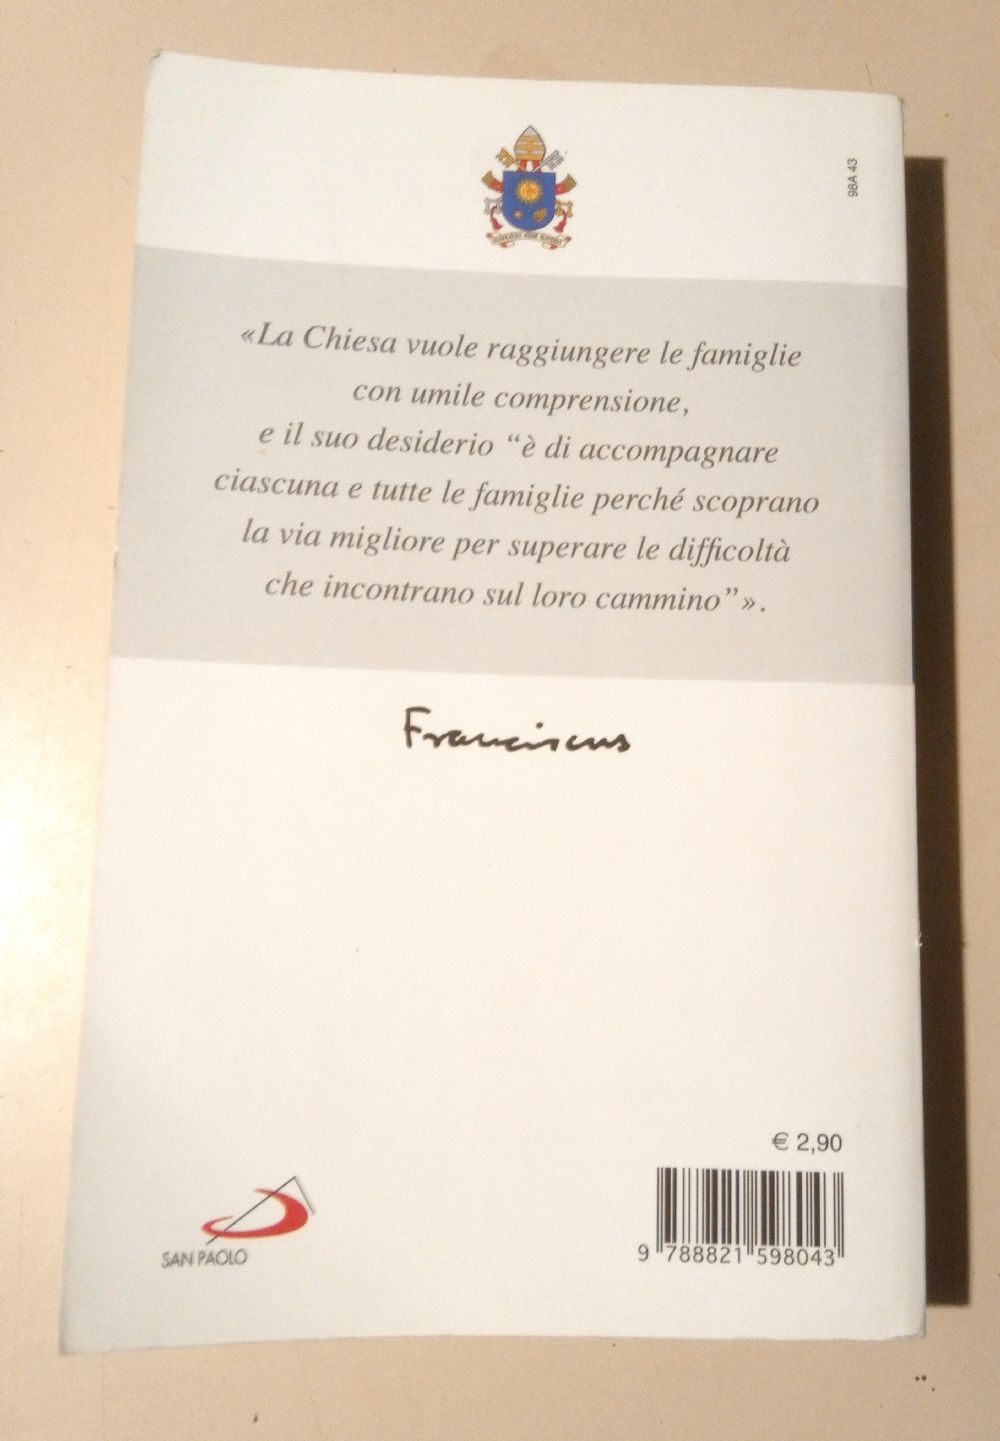 98A 43
«La Chiesa vuole raggiungere le famiglie
con umile comprensione,
e il suo desiderio “è di accompagnare
ciascuna e tutte le famiglie perché scoprano
la via migliore per superare le difficoltà
che incontrano sul loro cammino”».
Franciscus
€ 2,90
9 788821 598043
SAN PAOLO